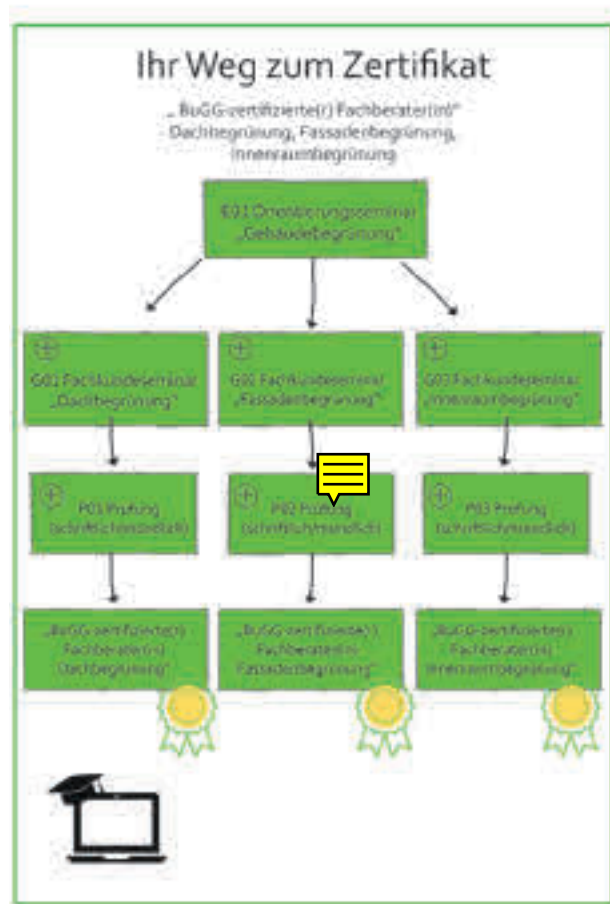 Ihr Weg zum Zertifikat
„BuGG-zertifizierte(r) Fachberater(in)“
Dachbegrünung, Fassadenbegrünung,
Innenraumbegrünung
E01 Orientierungsseminar
„Gebäudebegrünung“
G01 Fachkundeseminar
„Dachbegrünung“
G02 Fachkundeseminar
„Fassadenbegrünung“
G03 Fachkundeseminar
„Innenraumbegrünung“
P01 Prüfung
(schriftlich/mündlich)
P02 Prüfung
(schriftlich/mündlich)
P03 Prüfung
(schriftlich/mündlich)
„BuGG-zertifizierte(r)
Fachberater(in)
Dachbegrünung“
„BuGG-zertifizierte(r)
Fachberater(in)
Fassadenbegrünung“
„BuGG-zertifizierte(r)
Fachberater(in)
Innenraumbegrünung“